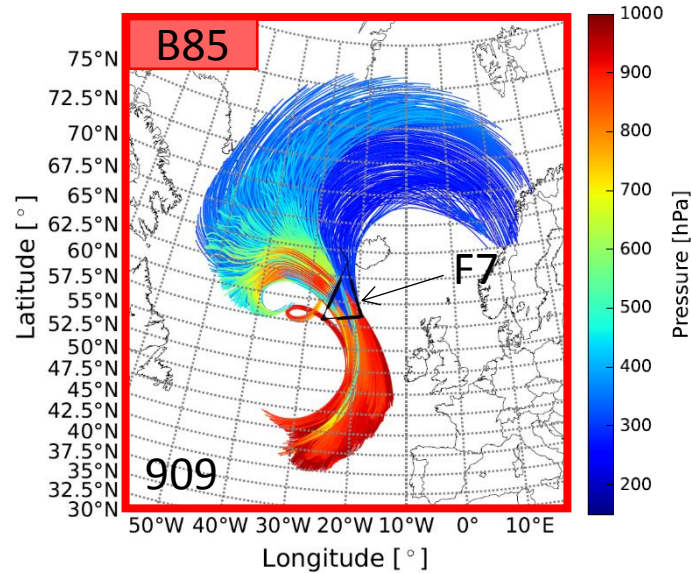 B85
75°N
72.5°N
70°N
67.5°N
65°N
62.5°N
60°N
57.5°N
55°N
52.5°N
50°N
47.5°N
45°N
42.5°N
40°N
37.5°N
35°N
32.5°N
30°N
Latitude [°]
F7
909
50°W 40°W 30°W 20°W 10°W 0° 10°E
Longitude [°]
1000
900
800
700
600
500
400
300
200
Pressure [hPa]